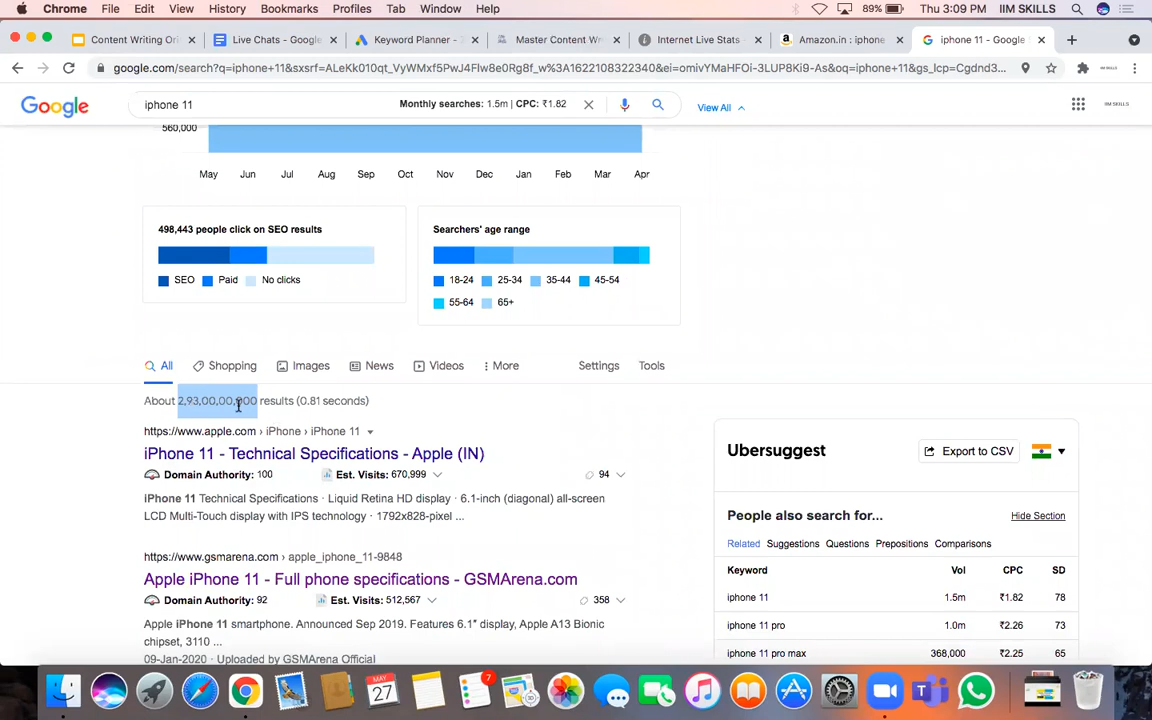 Chrome File Edit View History Bookmarks Profiles Tab Window Help 89% Thu 3:09 PM IIM SKILLS
Content Writing Ori Live Chats - Google Keyword Planner - Z Master Content Wr Internet Live Stats - Amazon.in : iphone iphone 11 - Google
google.com/search?q=iphone+11&sxsrf=ALeKk010qt_VyWMxf5PwJ4FIw8e0Rg8f_w%3A1622108322340&ei=omivYMaHFOi-3LUP8Ki9-As&oq=iphone+11&gs_lcp=Cgdnd3...
Google
iphone 11 Monthly searches: 1.5m | CPC: ₹1.82
View All
IIM SKILLS
560,000
May Jun Jul Aug Sep Oct Nov Dec Jan Feb Mar Apr
498,443 people click on SEO results
SEO Paid No clicks
Searchers' age range
18-24 25-34 35-44 45-54
55-64 65+
All Shopping Images News Videos More Settings Tools
About 2,93,00,00,000 results (0.81 seconds)
https://www.apple.com › iPhone › iPhone 11
iPhone 11 - Technical Specifications - Apple (IN)
Domain Authority: 100 Est. Visits: 670,999 94
iPhone 11 Technical Specifications · Liquid Retina HD display · 6.1-inch (diagonal) all-screen
LCD Multi-Touch display with IPS technology · 1792x828-pixel ...
https://www.gsmarena.com › apple_iphone_11-9848
Apple iPhone 11 - Full phone specifications - GSMArena.com
Domain Authority: 92 Est. Visits: 512,567 358
Apple iPhone 11 smartphone. Announced Sep 2019. Features 6.1″ display, Apple A13 Bionic
chipset, 3110 ...
09-Jan-2020 · Uploaded by GSMArena Official
Ubersuggest
Export to CSV
People also search for...
Hide Section
Related Suggestions Questions Prepositions Comparisons
Keyword Vol CPC SD
iphone 11 1.5m ₹1.82 78
iphone 11 pro 1.0m ₹2.26 73
iphone 11 pro max 368,000 ₹2.25 65
MAY
27
7